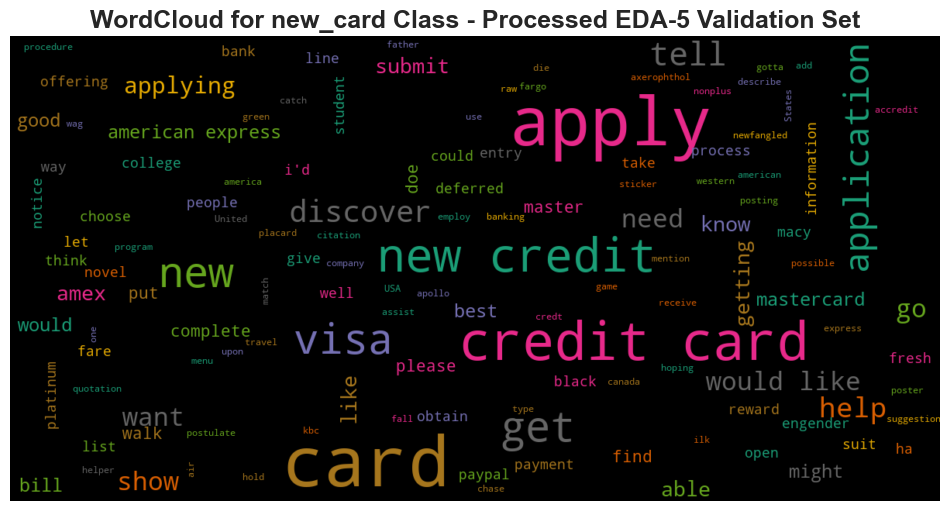 WordCloud for new_card Class - Processed EDA-5 Validation Set
procedure
bank
line
father
submit
tell
gotta
add
offering
applying
die
axerophthol
describe
raw
fargo
nonplus
States
application
accredit
catch
student
apply
good
wag
green
american express
use
newfangled
process
information
way
college
i'd
doe
could
entry
take
notice
america
people
deferred
sticker
western
american
choose
United
discover
employ
banking
master
need
know
posting
macy
let
program
placard
citation
think
novel
new
give
company
new credit
mention
getting
possible
amex
put
match
well
USA
apollo
game
receive
mastercard
would
one
complete
assist
best
credt
go
fare
upon
travel
visa
credit card
express
menu
please
hoping
fresh
platinum
quotation
like
black
canada
would like
poster
want
fall
obtain
type
get
reward
help
suggestion
walk
postulate
kbc
card
ilk
engender
list
helper
air
hold
paypal
payment
find
open
suit
ha
bill
show
chase
able
might